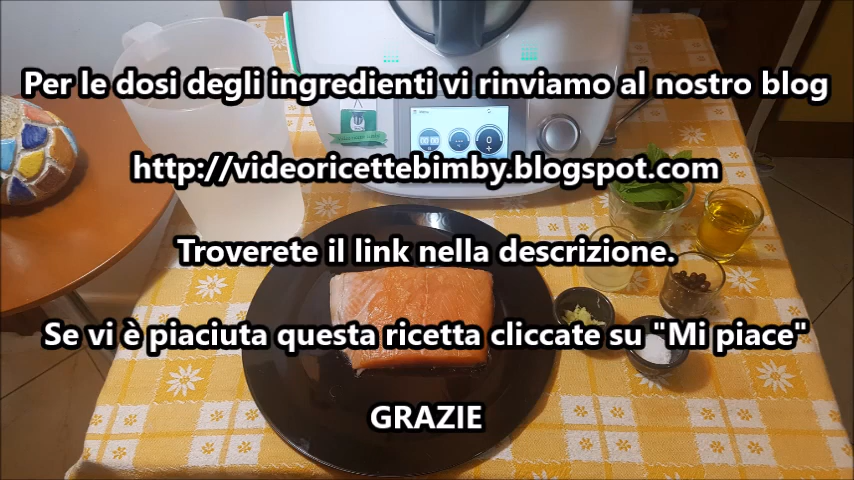 Per le dosi degli ingredienti vi rinviamo al nostro blog
http://videoricettebimby.blogspot.com
Troverete il link nella descrizione.
Se vi è piaciuta questa ricetta cliccate su "Mi piace"
GRAZIE